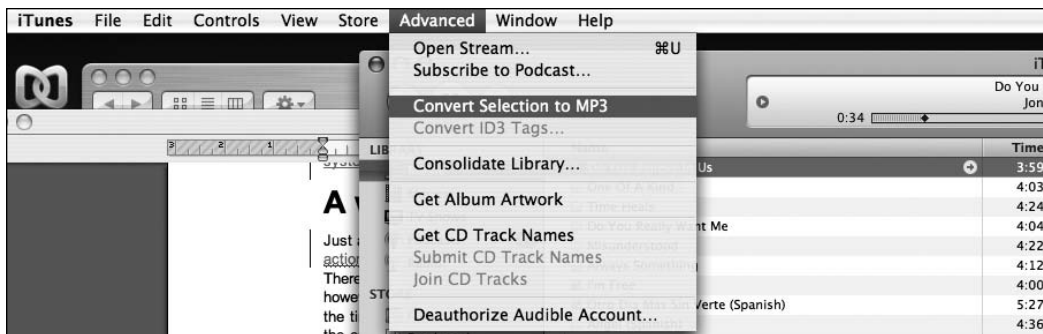 iTunes File Edit Controls View Store Advanced Window Help
Open Stream... ⌘U
Subscribe to Podcast...
Convert Selection to MP3
Convert ID3 Tags...
Consolidate Library...
Get Album Artwork
Get CD Track Names
Submit CD Track Names
Join CD Tracks
Deauthorize Audible Account...
iT
Do You
Jon
0:34
3 2 1
LIB
Time
Us 3:59
One Of A Kind 4:03
Time Heals 4:24
Do You Really Want Me 4:04
Misunderstood 4:22
Always Something 4:12
I'm Free 4:00
Verte (Spanish) 5:27
4:36
A
Just
action
There
howe
the ti
STO